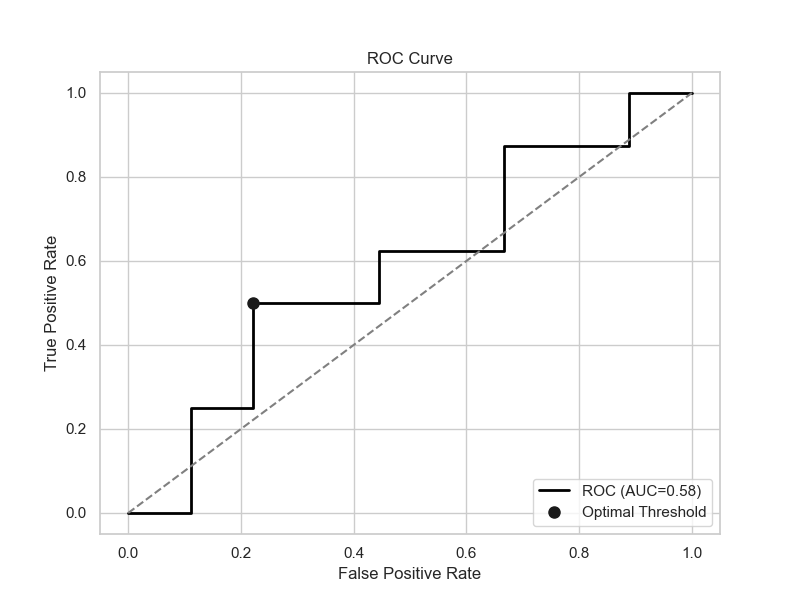 ROC Curve
1.0
0.8
0.6
0.4
0.2
0.0
True Positive Rate
0.0 0.2 0.4 0.6 0.8 1.0
False Positive Rate
ROC (AUC=0.58)
Optimal Threshold